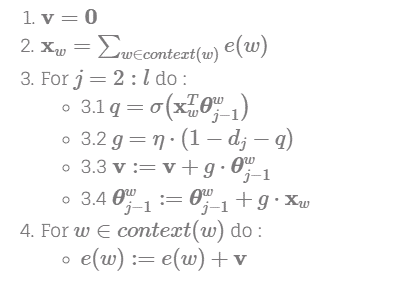 1. v = 0
2. x_w = ∑_{w∈context(w)} e(w)
3. For j = 2 : l do :
3.1 q = σ(x_w^T θ_{j−1}^w)
3.2 g = η · (1 − d_j − q)
3.3 v := v + g · θ_{j−1}^w
3.4 θ_{j−1}^w := θ_{j−1}^w + g · x_w
4. For w ∈ context(w) do :
e(w) := e(w) + v